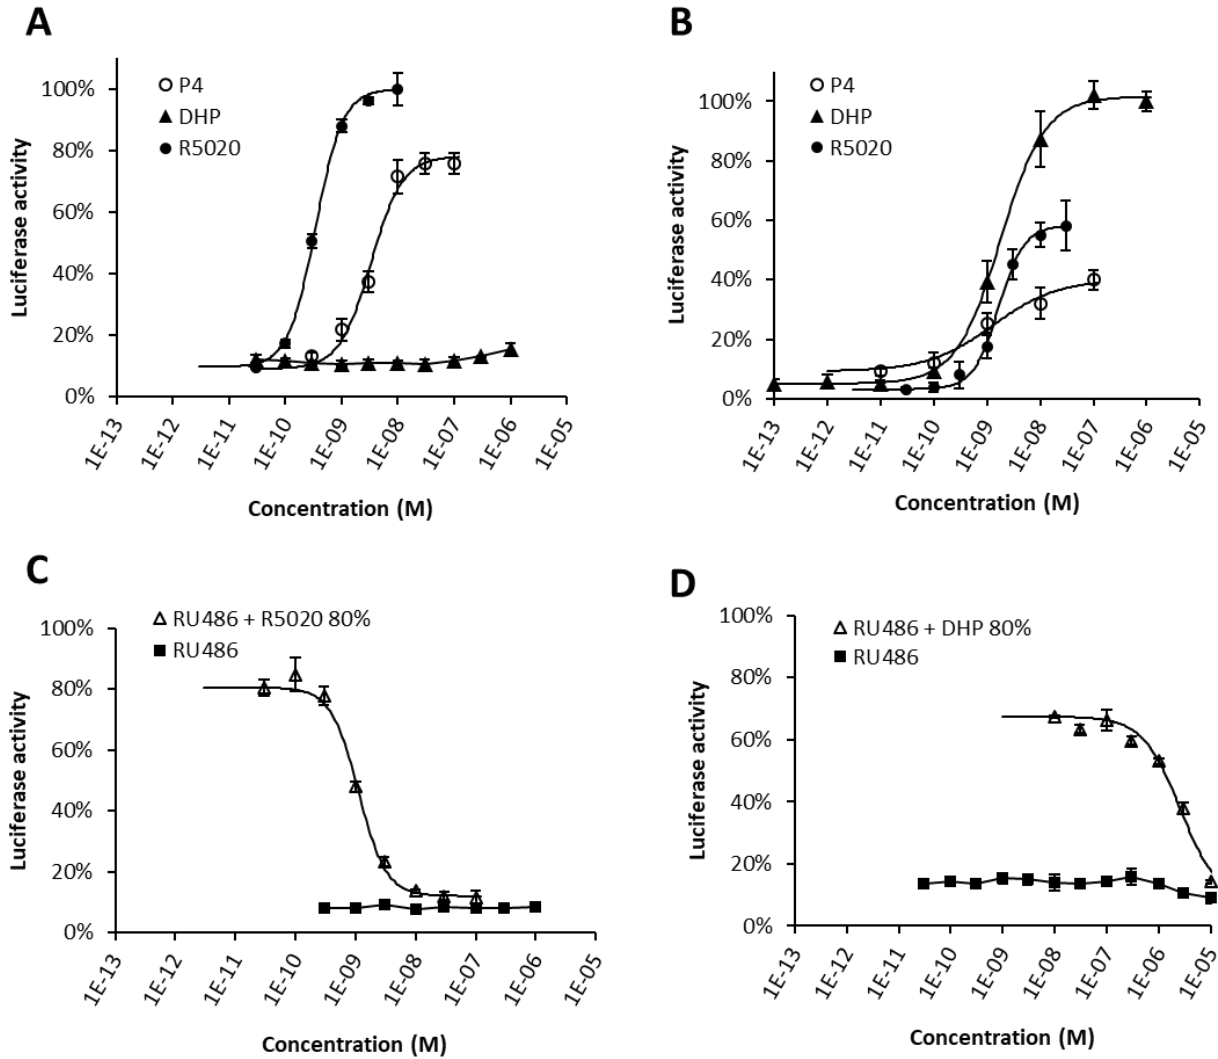 A
P4
DHP
R5020
Luciferase activity
100%
80%
60%
40%
20%
0%
1E-13
1E-12
1E-11
1E-10
1E-09
1E-08
1E-07
1E-06
1E-05
Concentration (M)
B
P4
DHP
R5020
Luciferase activity
100%
80%
60%
40%
20%
0%
1E-13
1E-12
1E-11
1E-10
1E-09
1E-08
1E-07
1E-06
1E-05
Concentration (M)
C
RU486 + R5020 80%
RU486
Luciferase activity
100%
80%
60%
40%
20%
0%
1E-13
1E-12
1E-11
1E-10
1E-09
1E-08
1E-07
1E-06
1E-05
Concentration (M)
D
RU486 + DHP 80%
RU486
Luciferase activity
100%
80%
60%
40%
20%
0%
1E-13
1E-12
1E-11
1E-10
1E-09
1E-08
1E-07
1E-06
1E-05
Concentration (M)